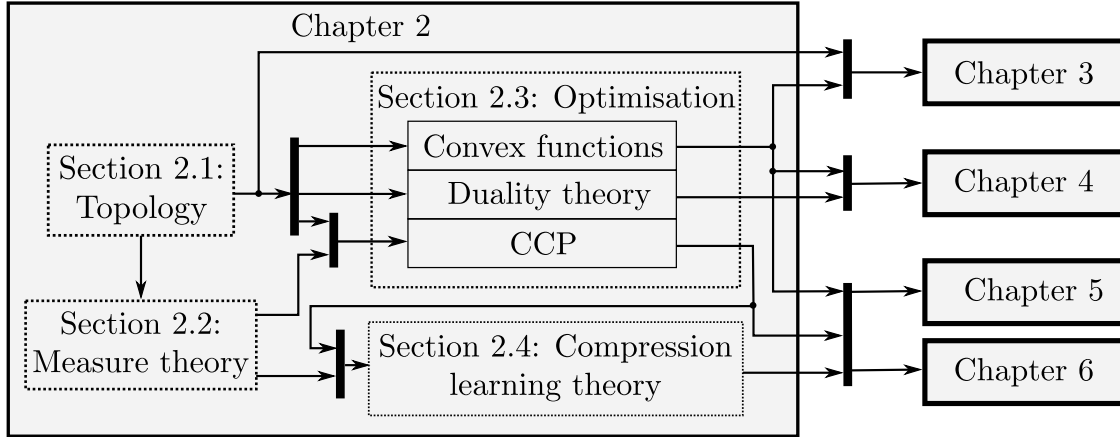 Chapter 2
Section 2.3: Optimisation
Convex functions
Duality theory
CCP
Section 2.1:
Topology
Section 2.2:
Measure theory
Section 2.4: Compression
learning theory
Chapter 3
Chapter 4
Chapter 5
Chapter 6